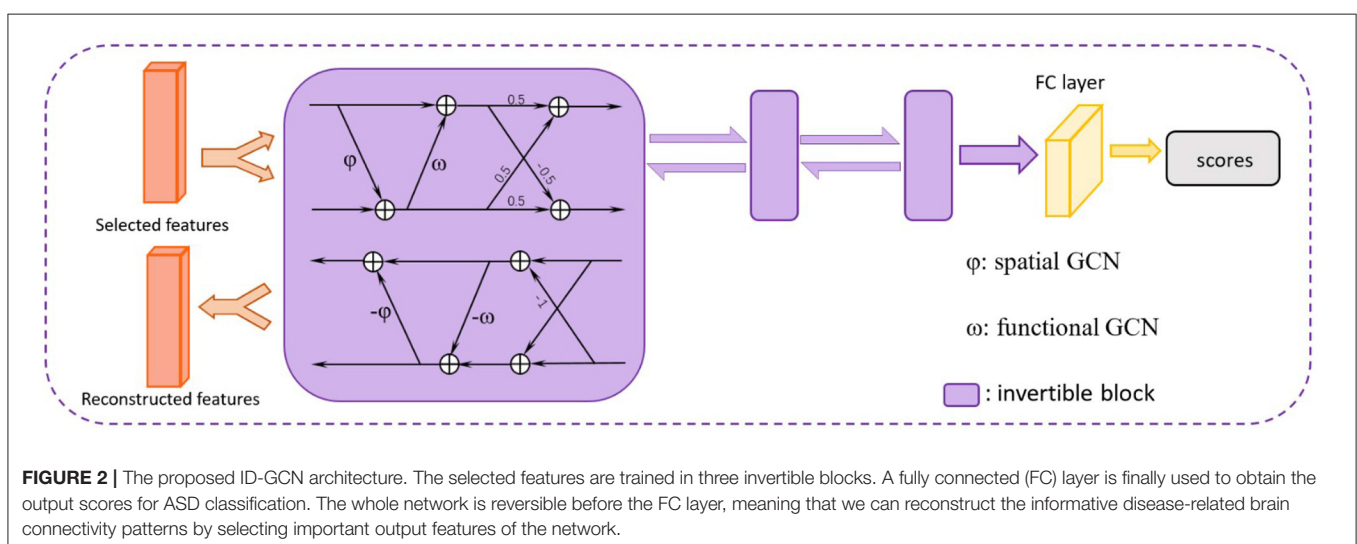 Selected features
Reconstructed features
φ
ω
0.5
0.5
-0.5
0.5
-φ
-ω
-1
FC layer
scores
φ: spatial GCN
ω: functional GCN
: invertible block
FIGURE 2 | The proposed ID-GCN architecture. The selected features are trained in three invertible blocks. A fully connected (FC) layer is finally used to obtain the
output scores for ASD classification. The whole network is reversible before the FC layer, meaning that we can reconstruct the informative disease-related brain
connectivity patterns by selecting important output features of the network.